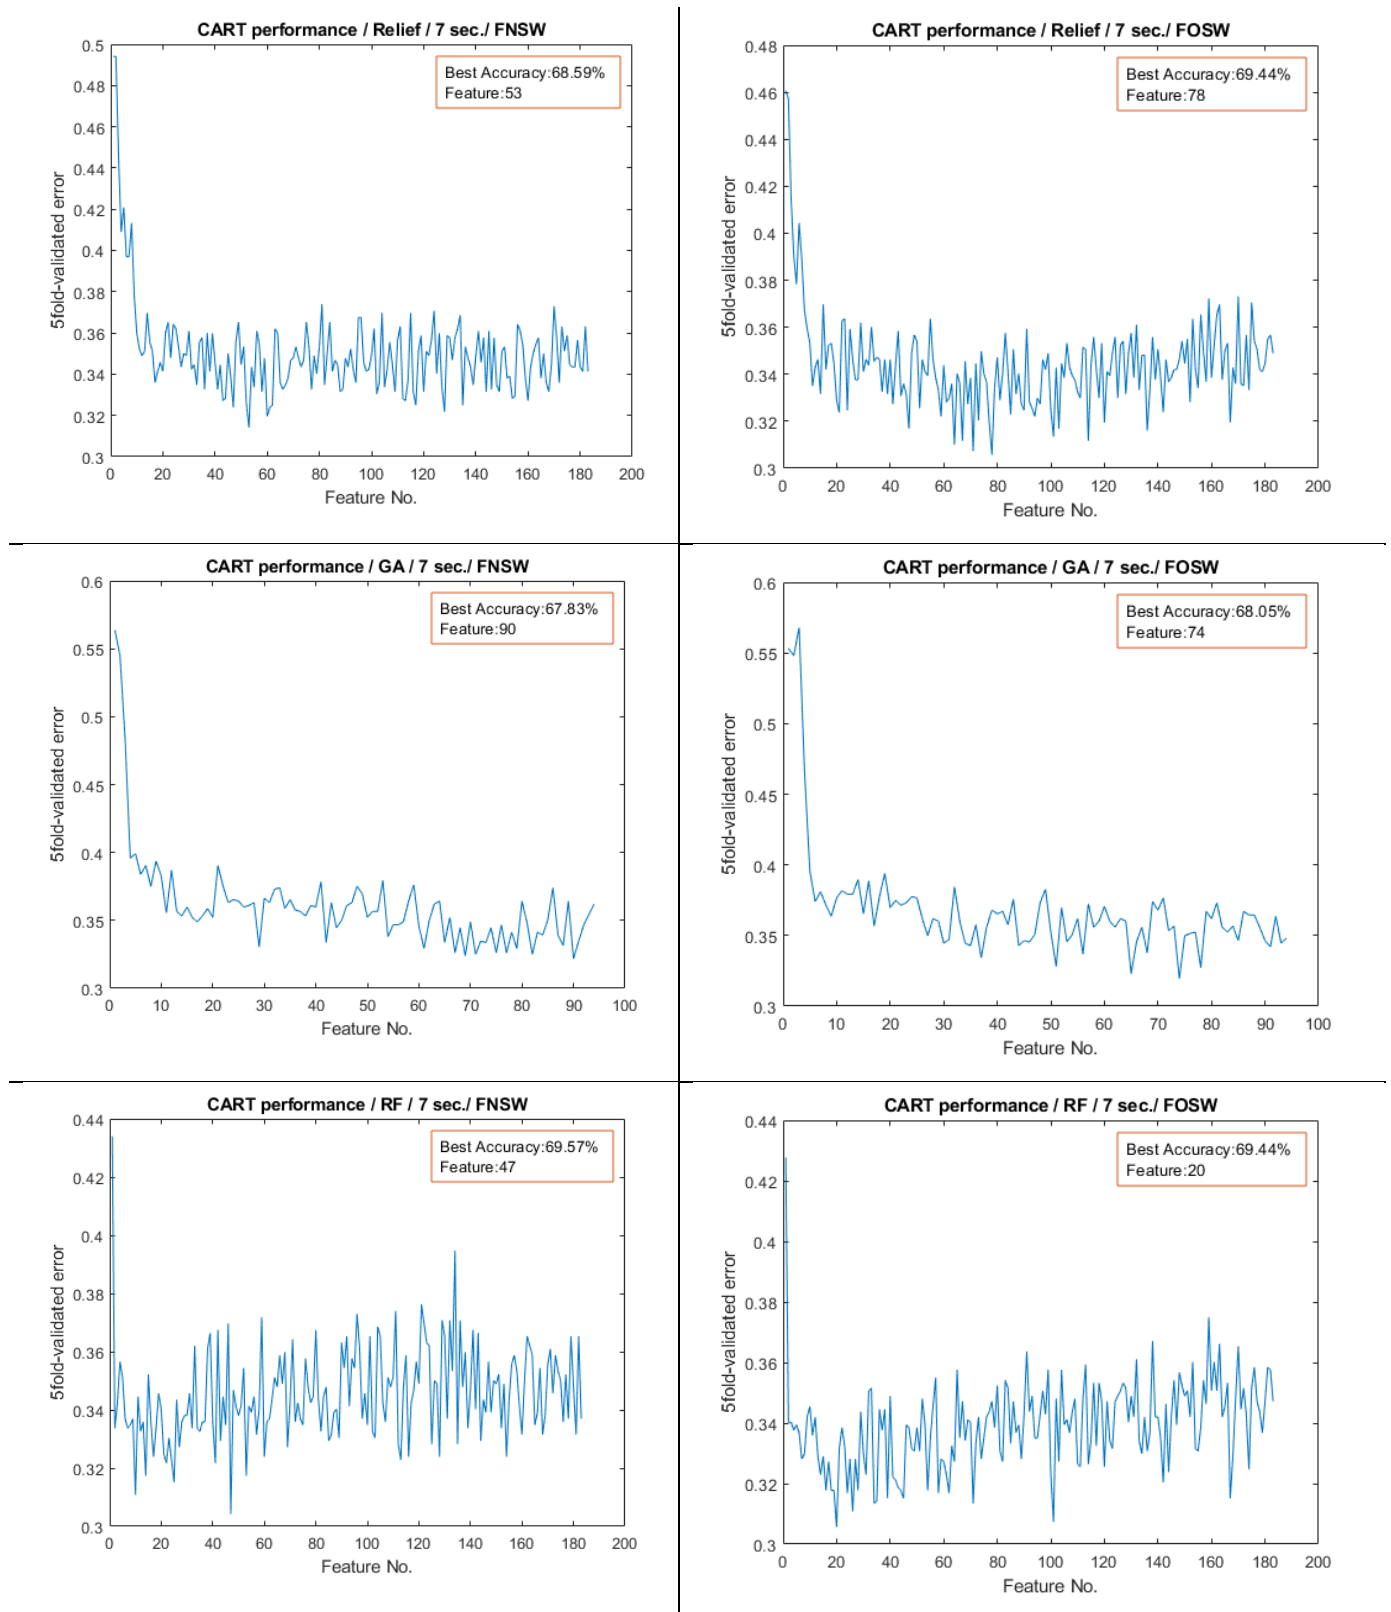 CART performance / Relief / 7 sec./ FNSW
Best Accuracy:68.59%
Feature:53
5fold-validated error
0.5
0.48
0.46
0.44
0.42
0.4
0.38
0.36
0.34
0.32
0.3
0 20 40 60 80 100 120 140 160 180 200
Feature No.
CART performance / Relief / 7 sec./ FOSW
Best Accuracy:69.44%
Feature:78
5fold-validated error
0.48
0.46
0.44
0.42
0.4
0.38
0.36
0.34
0.32
0.3
0 20 40 60 80 100 120 140 160 180 200
Feature No.
CART performance / GA / 7 sec./ FNSW
Best Accuracy:67.83%
Feature:90
5fold-validated error
0.6
0.55
0.5
0.45
0.4
0.35
0.3
0 10 20 30 40 50 60 70 80 90 100
Feature No.
CART performance / GA / 7 sec./ FOSW
Best Accuracy:68.05%
Feature:74
5fold-validated error
0.6
0.55
0.5
0.45
0.4
0.35
0.3
0 10 20 30 40 50 60 70 80 90 100
Feature No.
CART performance / RF / 7 sec./ FNSW
Best Accuracy:69.57%
Feature:47
5fold-validated error
0.44
0.42
0.4
0.38
0.36
0.34
0.32
0.3
0 20 40 60 80 100 120 140 160 180 200
Feature No.
CART performance / RF / 7 sec./ FOSW
Best Accuracy:69.44%
Feature:20
5fold-validated error
0.44
0.42
0.4
0.38
0.36
0.34
0.32
0.3
0 20 40 60 80 100 120 140 160 180 200
Feature No.